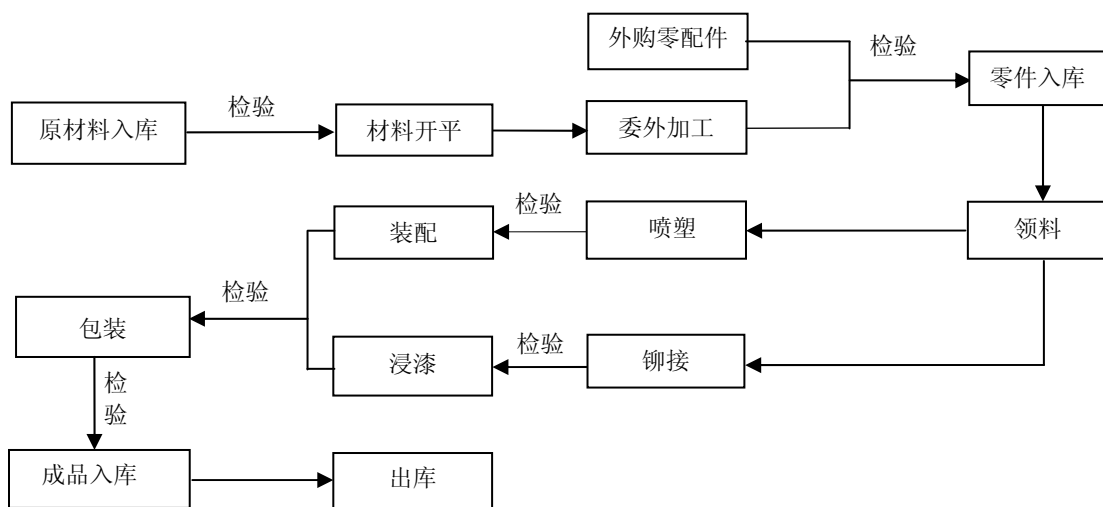 外购零配件
检验
零件入库
原材料入库
检验
材料开平
委外加工
装配
检验
喷塑
领料
包装
检验
浸漆
检验
铆接
检
验
成品入库
出库